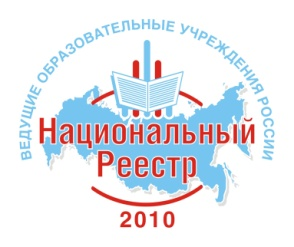 ВЕДУЩИЕ ОБРАЗОВАТЕЛЬНЫЕ УЧРЕЖДЕНИЯ РОССИИ
Национальный
Реестр
2010